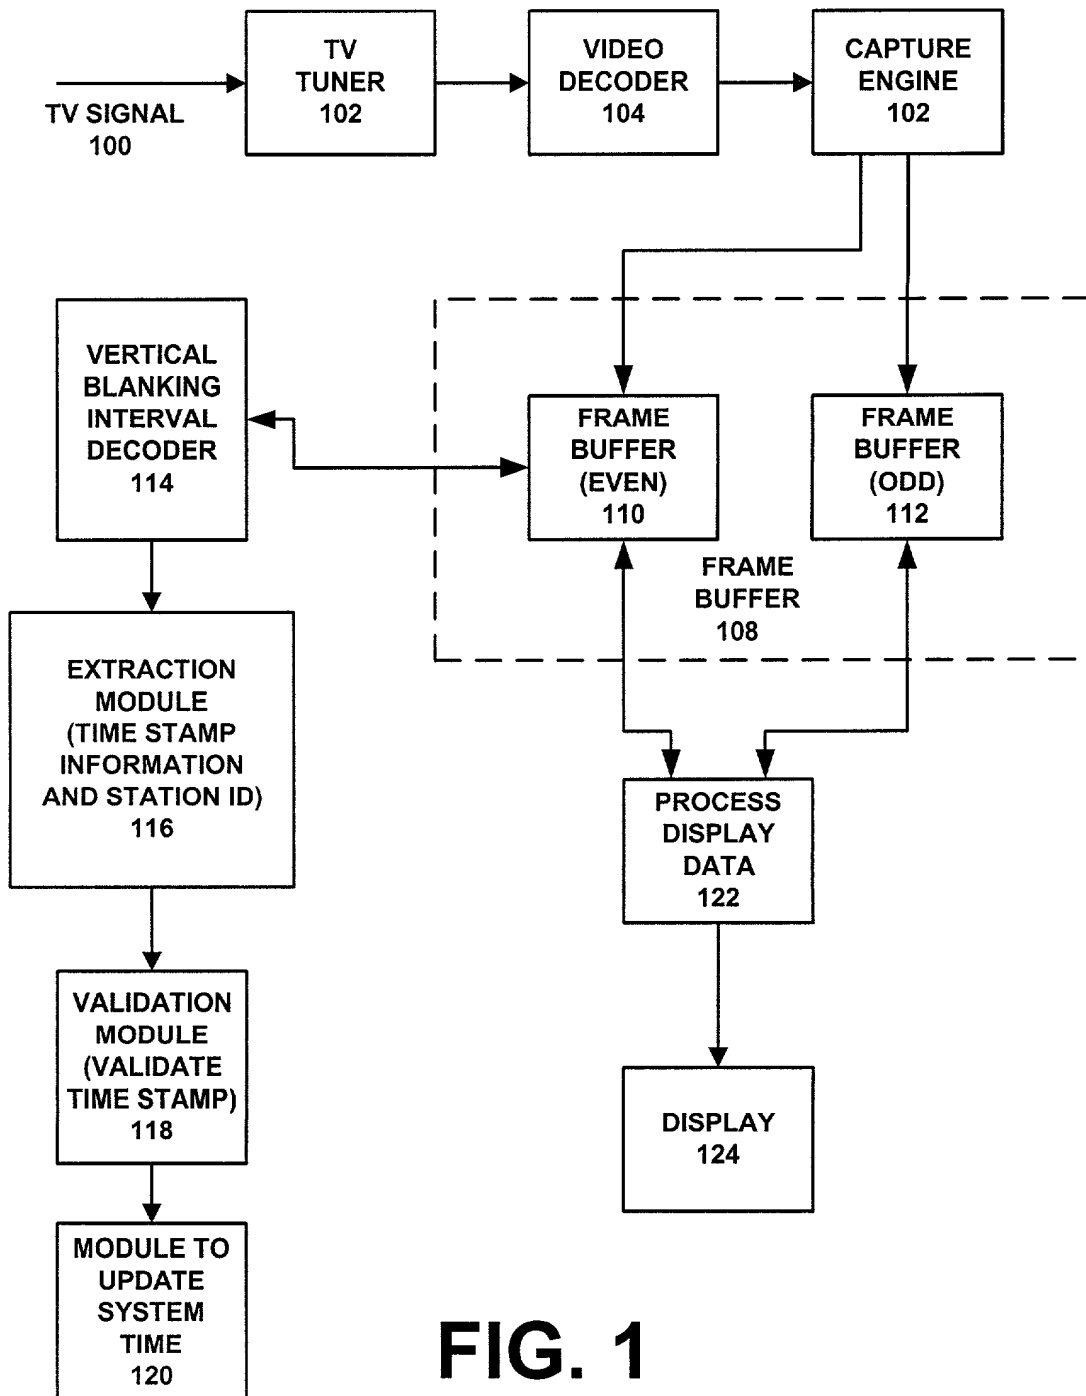 TV
TUNER
102
VIDEO
DECODER
104
CAPTURE
ENGINE
102
TV SIGNAL
100
VERTICAL
BLANKING
INTERVAL
DECODER
114
FRAME
BUFFER
(EVEN)
110
FRAME
BUFFER
(ODD)
112
FRAME
BUFFER
108
EXTRACTION
MODULE
(TIME STAMP
INFORMATION
AND STATION ID)
116
PROCESS
DISPLAY
DATA
122
VALIDATION
MODULE
(VALIDATE
TIME STAMP)
118
DISPLAY
124
MODULE TO
UPDATE
SYSTEM
TIME
120
FIG. 1